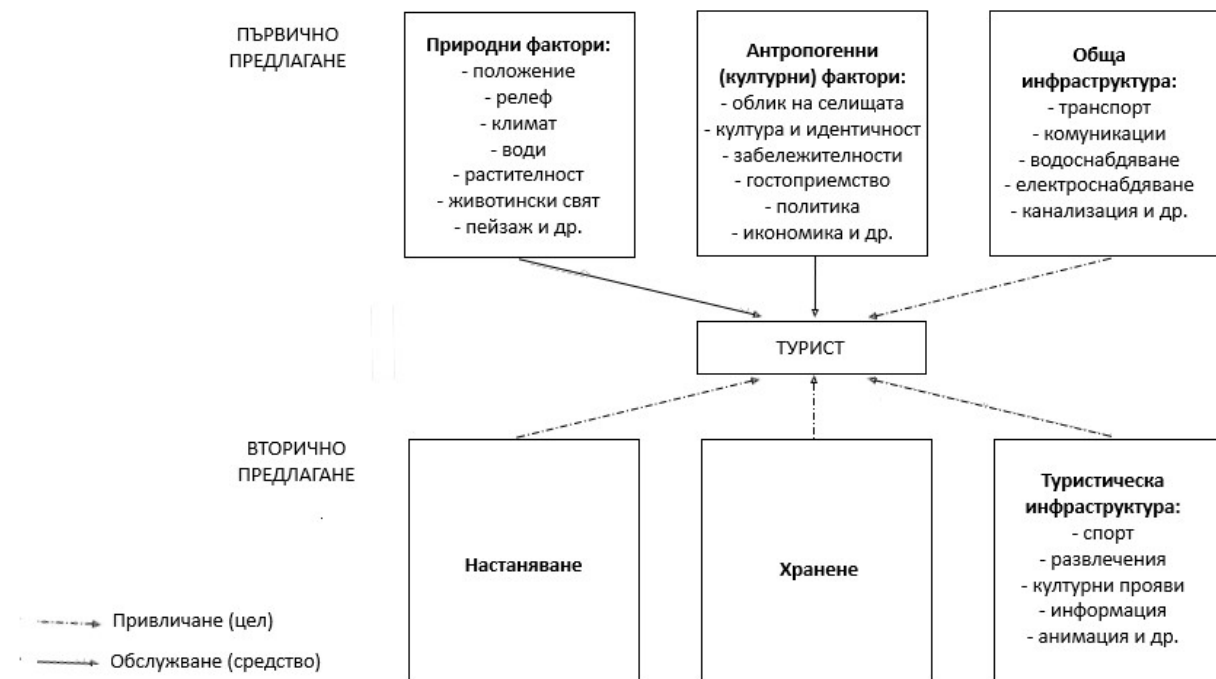 ПЪРВИЧНО
ПРЕДЛАГАНЕ
Природни фактори:
- положение
- релеф
- климат
- води
- растителност
- животински свят
- пейзаж и др.
Антропогенни
(културни) фактори:
- облик на селищата
- култура и идентичност
- забележителности
- гостоприемство
- политика
- икономика и др.
Обща
инфраструктура:
- транспорт
- комуникации
- водоснабдяване
- електроснабдяване
- канализация и др.
ТУРИСТ
ВТОРИЧНО
ПРЕДЛАГАНЕ
Настаняване
Хранене
Туристическа
инфраструктура:
- спорт
- развлечения
- културни прояви
- информация
- анимация и др.
Привличане (цел)
Обслужване (средство)